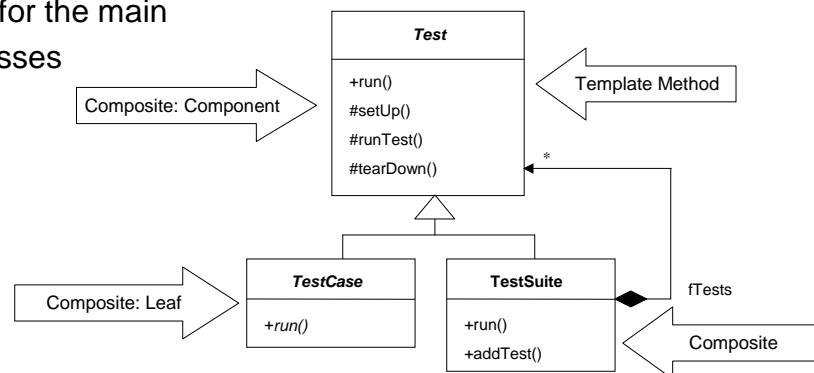 for the main
sses
Test
+run()
#setUp()
#runTest()
#tearDown()
Composite: Component
Template Method
*
TestCase
+run()
TestSuite
+run()
+addTest()
fTests
Composite: Leaf
Composite